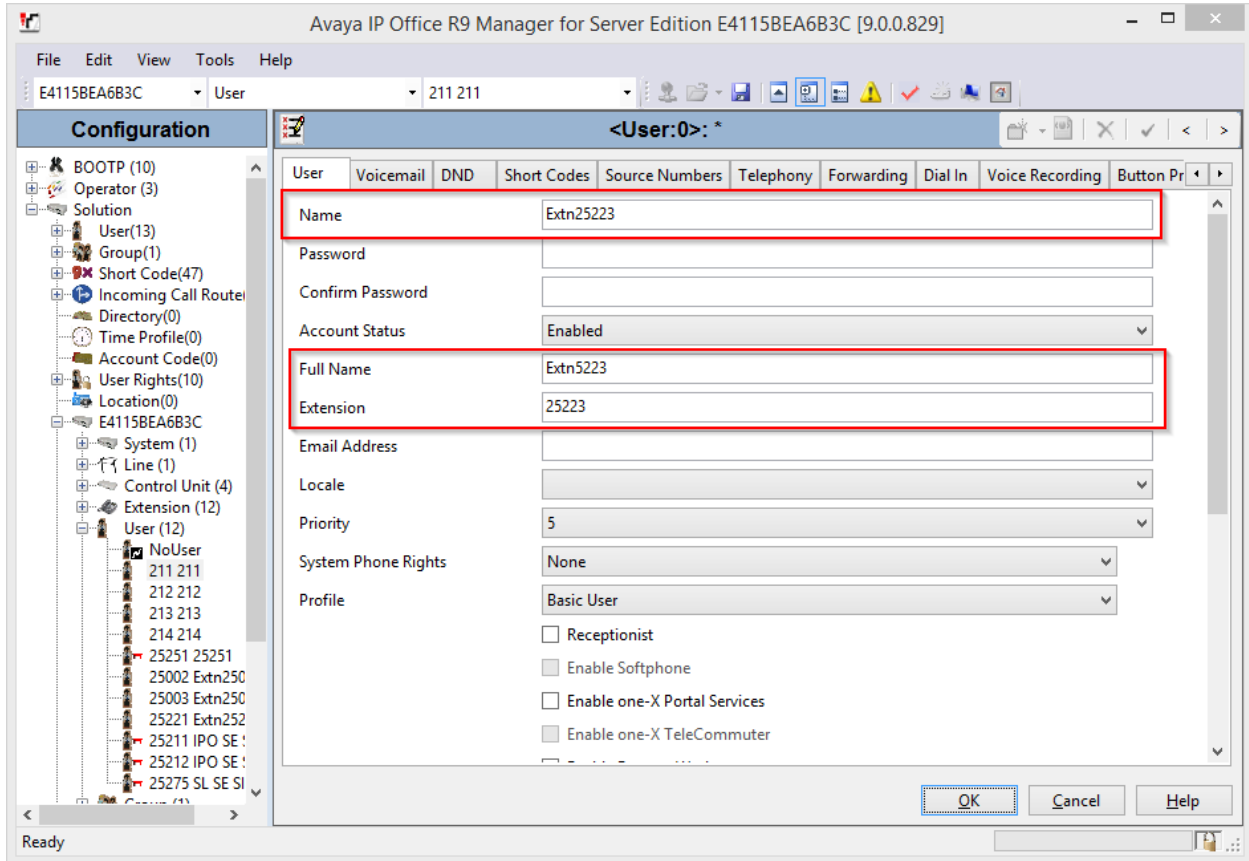 Avaya IP Office R9 Manager for Server Edition E4115BEA6B3C [9.0.0.829]
File Edit View Tools Help
E4115BEA6B3C User 211 211
Configuration
BOOTP (10)
Operator (3)
Solution
User(13)
Group(1)
Short Code(47)
Incoming Call Route(
Directory(0)
Time Profile(0)
Account Code(0)
User Rights(10)
Location(0)
E4115BEA6B3C
System (1)
Line (1)
Control Unit (4)
Extension (12)
User (12)
NoUser
211 211
212 212
213 213
214 214
25251 25251
25002 Extn250
25003 Extn250
25221 Extn252
25211 IPO SE
25212 IPO SE
25275 SL SE SI
<User:0>: *
User Voicemail DND Short Codes Source Numbers Telephony Forwarding Dial In Voice Recording Button Pr
Name Extn25223
Password
Confirm Password
Account Status Enabled
Full Name Extn5223
Extension 25223
Email Address
Locale
Priority 5
System Phone Rights None
Profile Basic User
Receptionist
Enable Softphone
Enable one-X Portal Services
Enable one-X TeleCommuter
OK Cancel Help
Ready